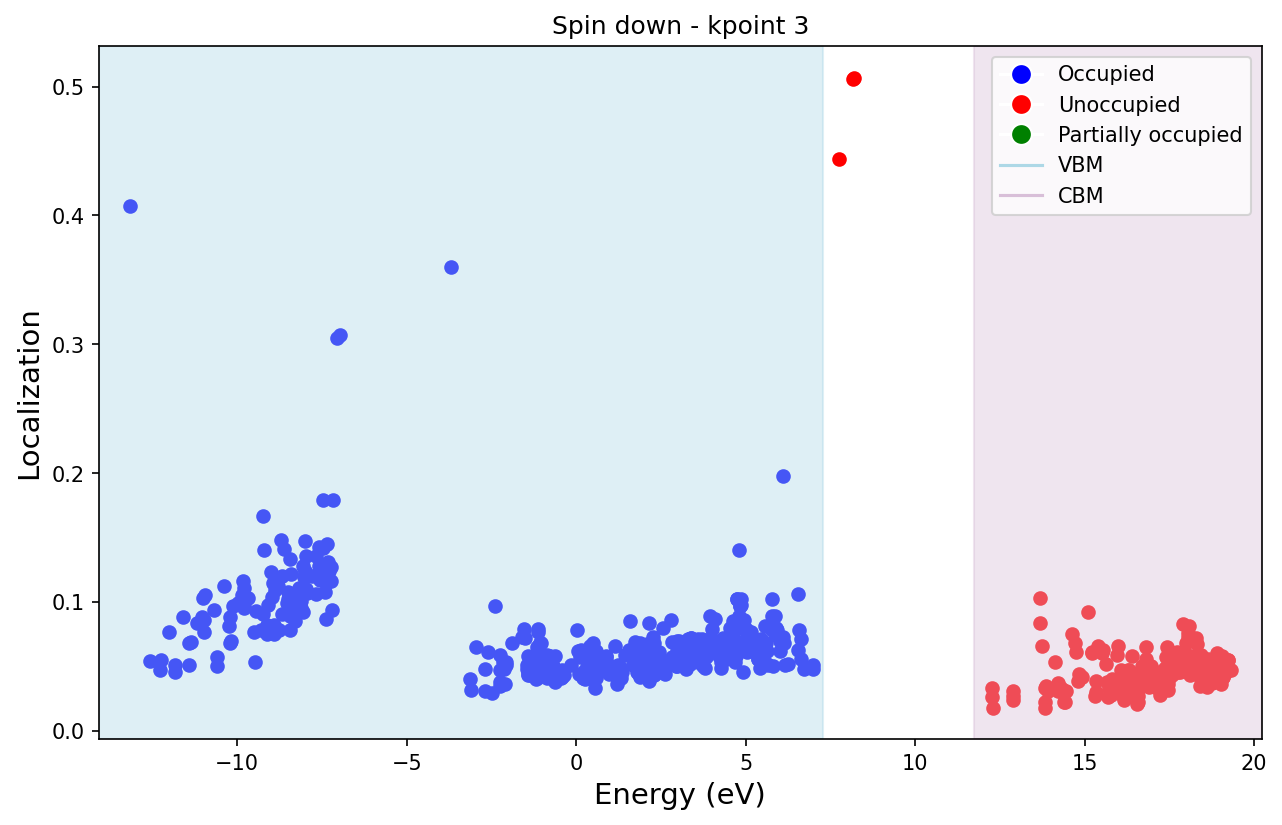 Spin down - kpoint 3
Localization
0.5
0.4
0.3
0.2
0.1
0.0
Occupied
Unoccupied
Partially occupied
VBM
CBM
−10
−5
0
5
10
15
20
Energy (eV)